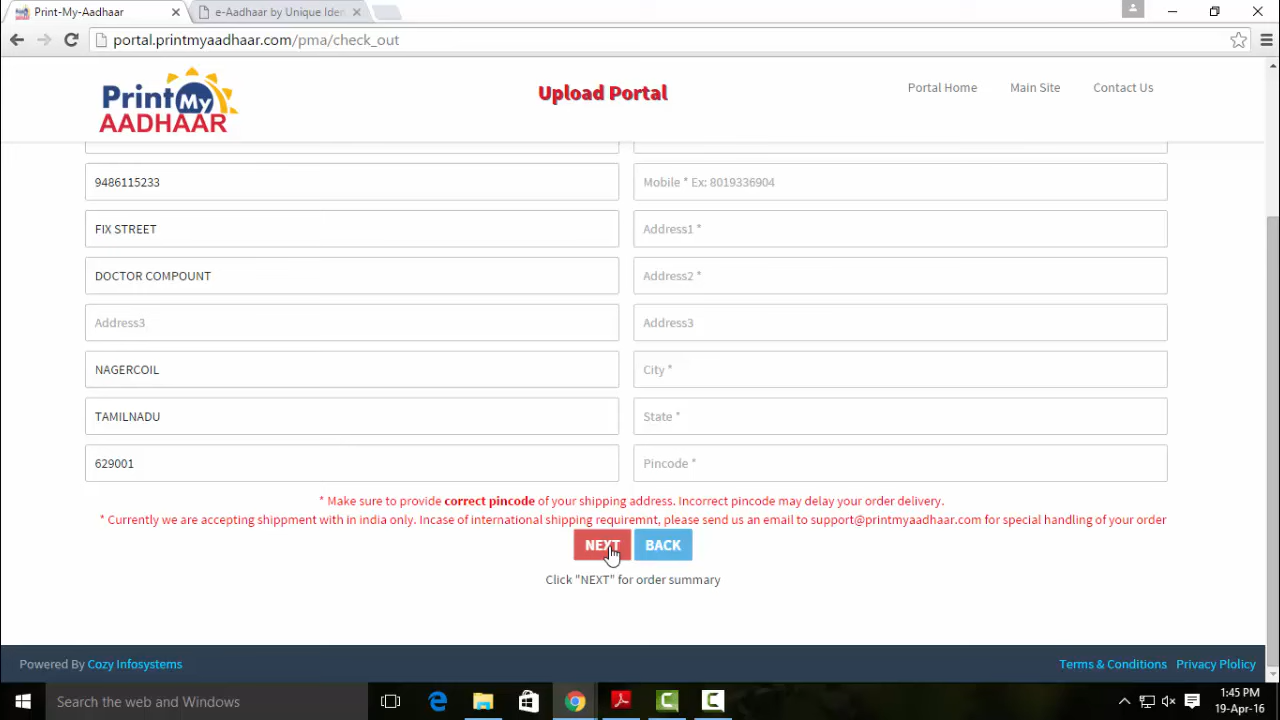 Print-My-Aadhaar
e-Aadhaar by Unique Iden
portal.printmyaadhaar.com/pma/check_out
Print My AADHAAR
Upload Portal
Portal Home
Main Site
Contact Us
9486115233
Mobile * Ex: 8019336904
FIX STREET
Address1 *
DOCTOR COMPOUNT
Address2 *
Address3
Address3
NAGERCOIL
City *
TAMILNADU
State *
629001
Pincode *
* Make sure to provide correct pincode of your shipping address. Incorrect pincode may delay your order delivery.
* Currently we are accepting shippment with in india only. Incase of international shipping requiremnt, please send us an email to support@printmyaadhaar.com for special handling of your order
NEXT
BACK
Click "NEXT" for order summary
Powered By Cozy Infosystems
Terms & Conditions
Privacy Plolicy
Search the web and Windows
1:45 PM
19-Apr-16